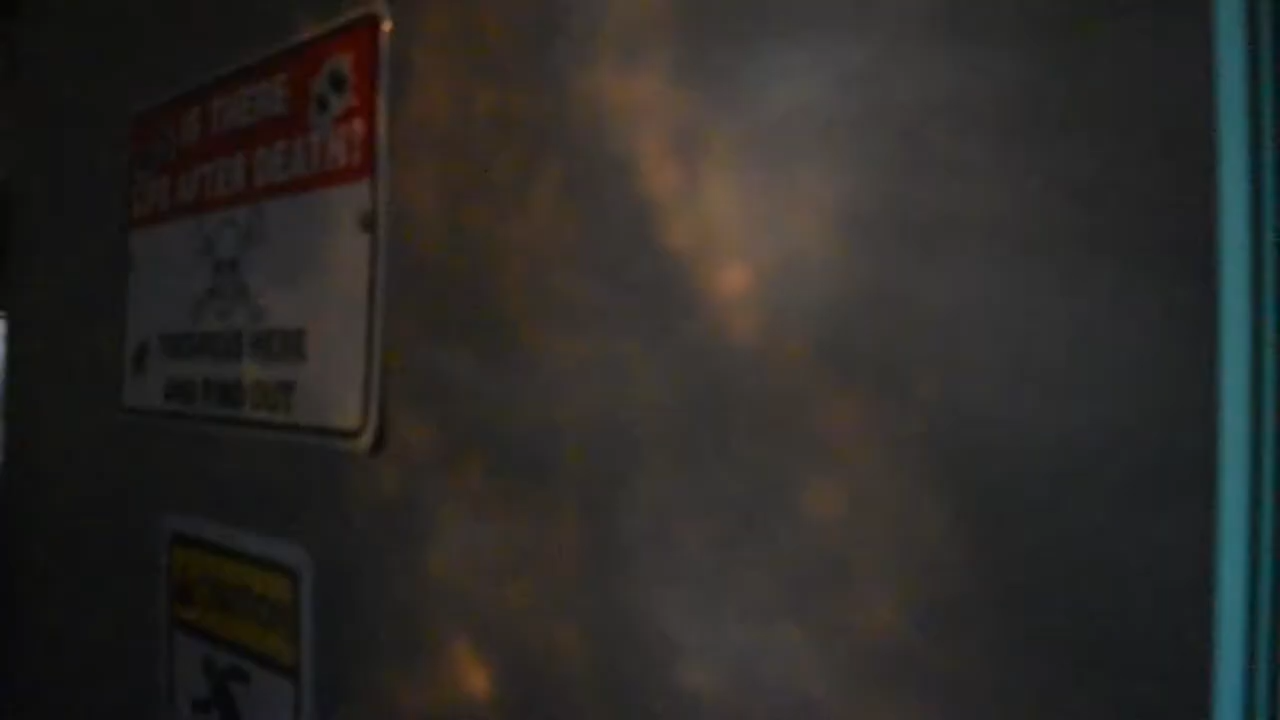 IS THERE
LIFE AFTER DEATH?
TRESPASS HERE
AND FIND OUT